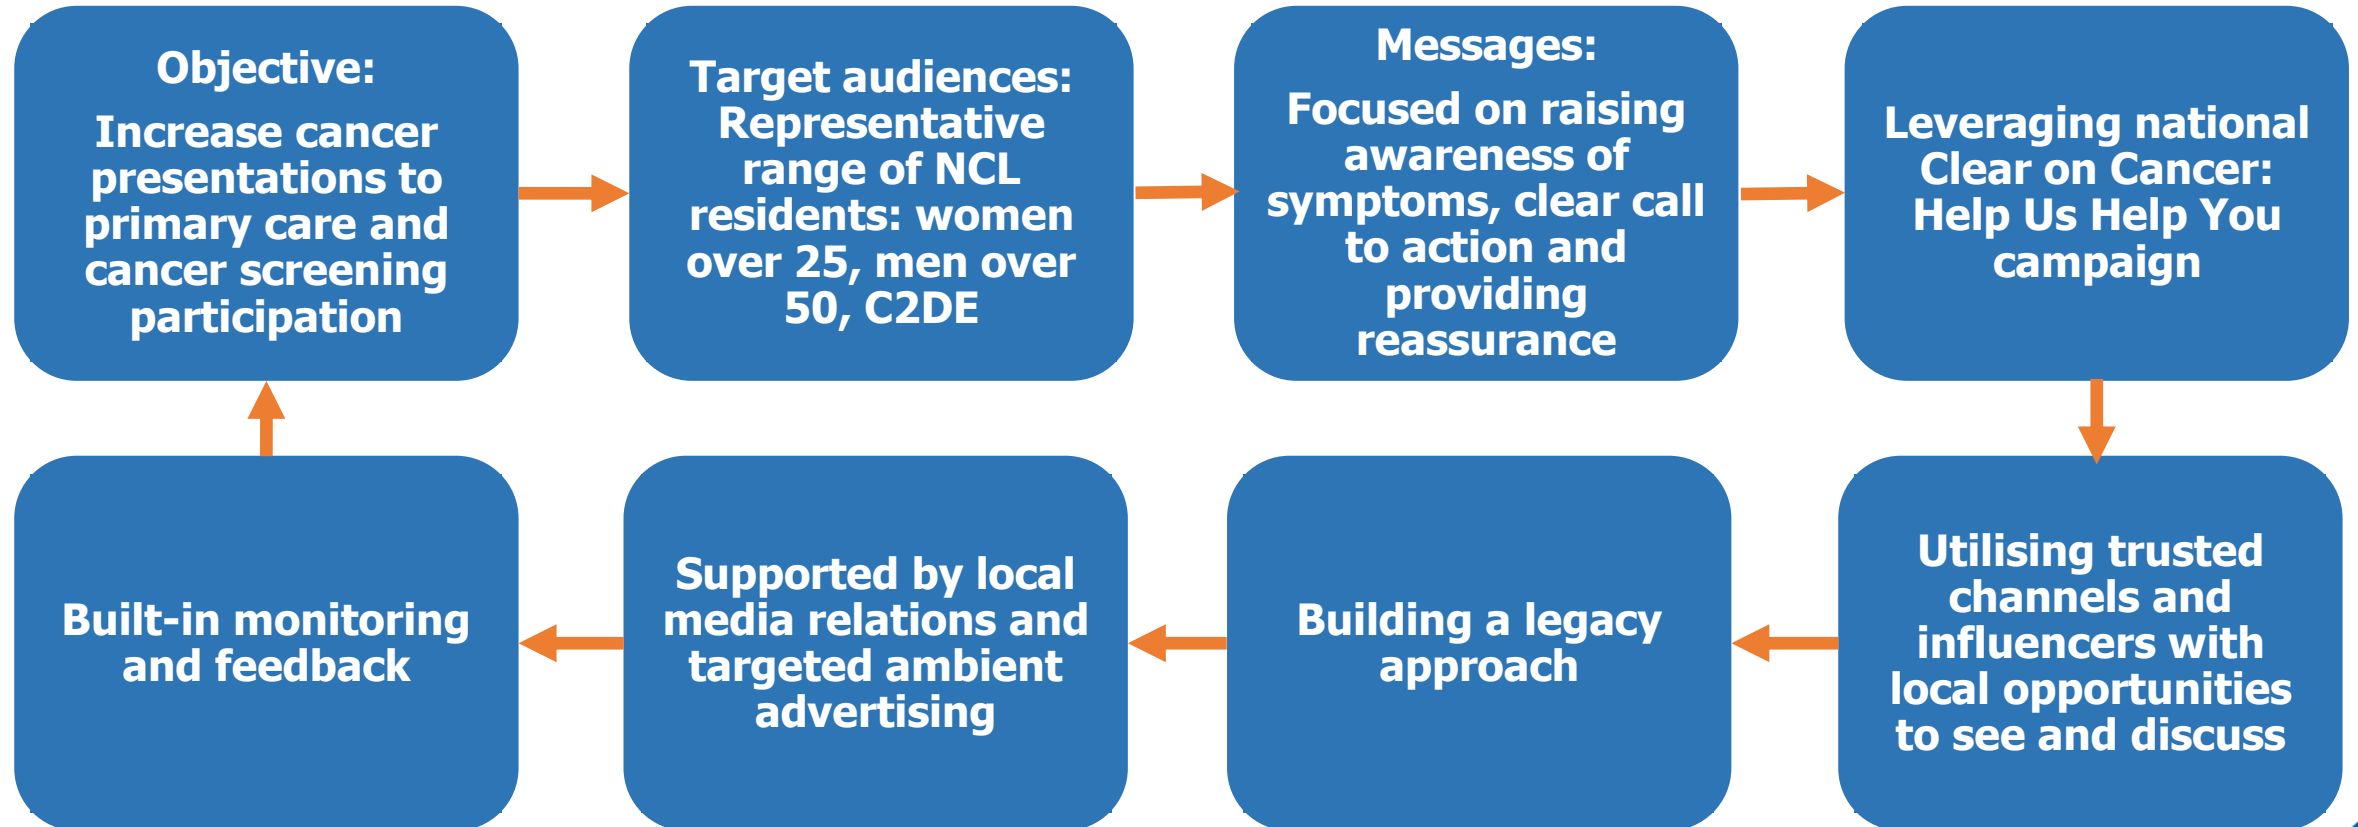 Objective:
Increase cancer
presentations to
primary care and
cancer screening
participation
Target audiences:
Representative
range of NCL
residents: women
over 25, men over
50, C2DE
Messages:
Focused on raising
awareness of
symptoms, clear call
to action and
providing
reassurance
Leveraging national
Clear on Cancer:
Help Us Help You
campaign
Utilising trusted
channels and
influencers with
local opportunities
to see and discuss
Building a legacy
approach
Supported by local
media relations and
targeted ambient
advertising
Built-in monitoring
and feedback